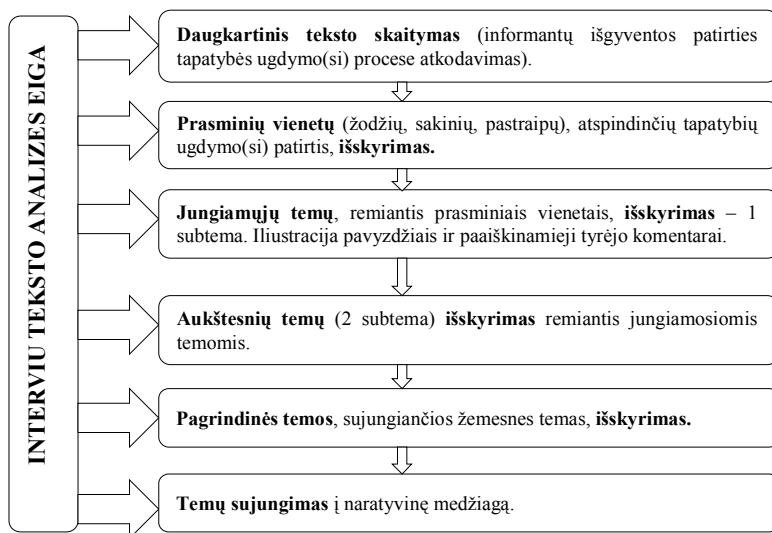 INTERVIU TEKSTO ANALIZES EIGA
Daugkartinis teksto skaitymas (informantų išgyventos patirties
tapatybės ugdymo(si) procese atkodavimas).
Prasminių vienetų (žodžių, sakinių, pastraipų), atspindinčių tapatybių
ugdymo(si) patirtis, išskyrimas.
Jungiamųjų temų, remiantis prasminiais vienetais, išskyrimas – 1
subtema. Iliustracija pavyzdžiais ir paaiškinamieji tyrėjo komentarai.
Aukštesnių temų (2 subtema) išskyrimas remiantis jungiamosiomis
temomis.
Pagrindinės temos, sujungiančios žemesnes temas, išskyrimas.
Temų sujungimas į naratyvinę medžiagą.